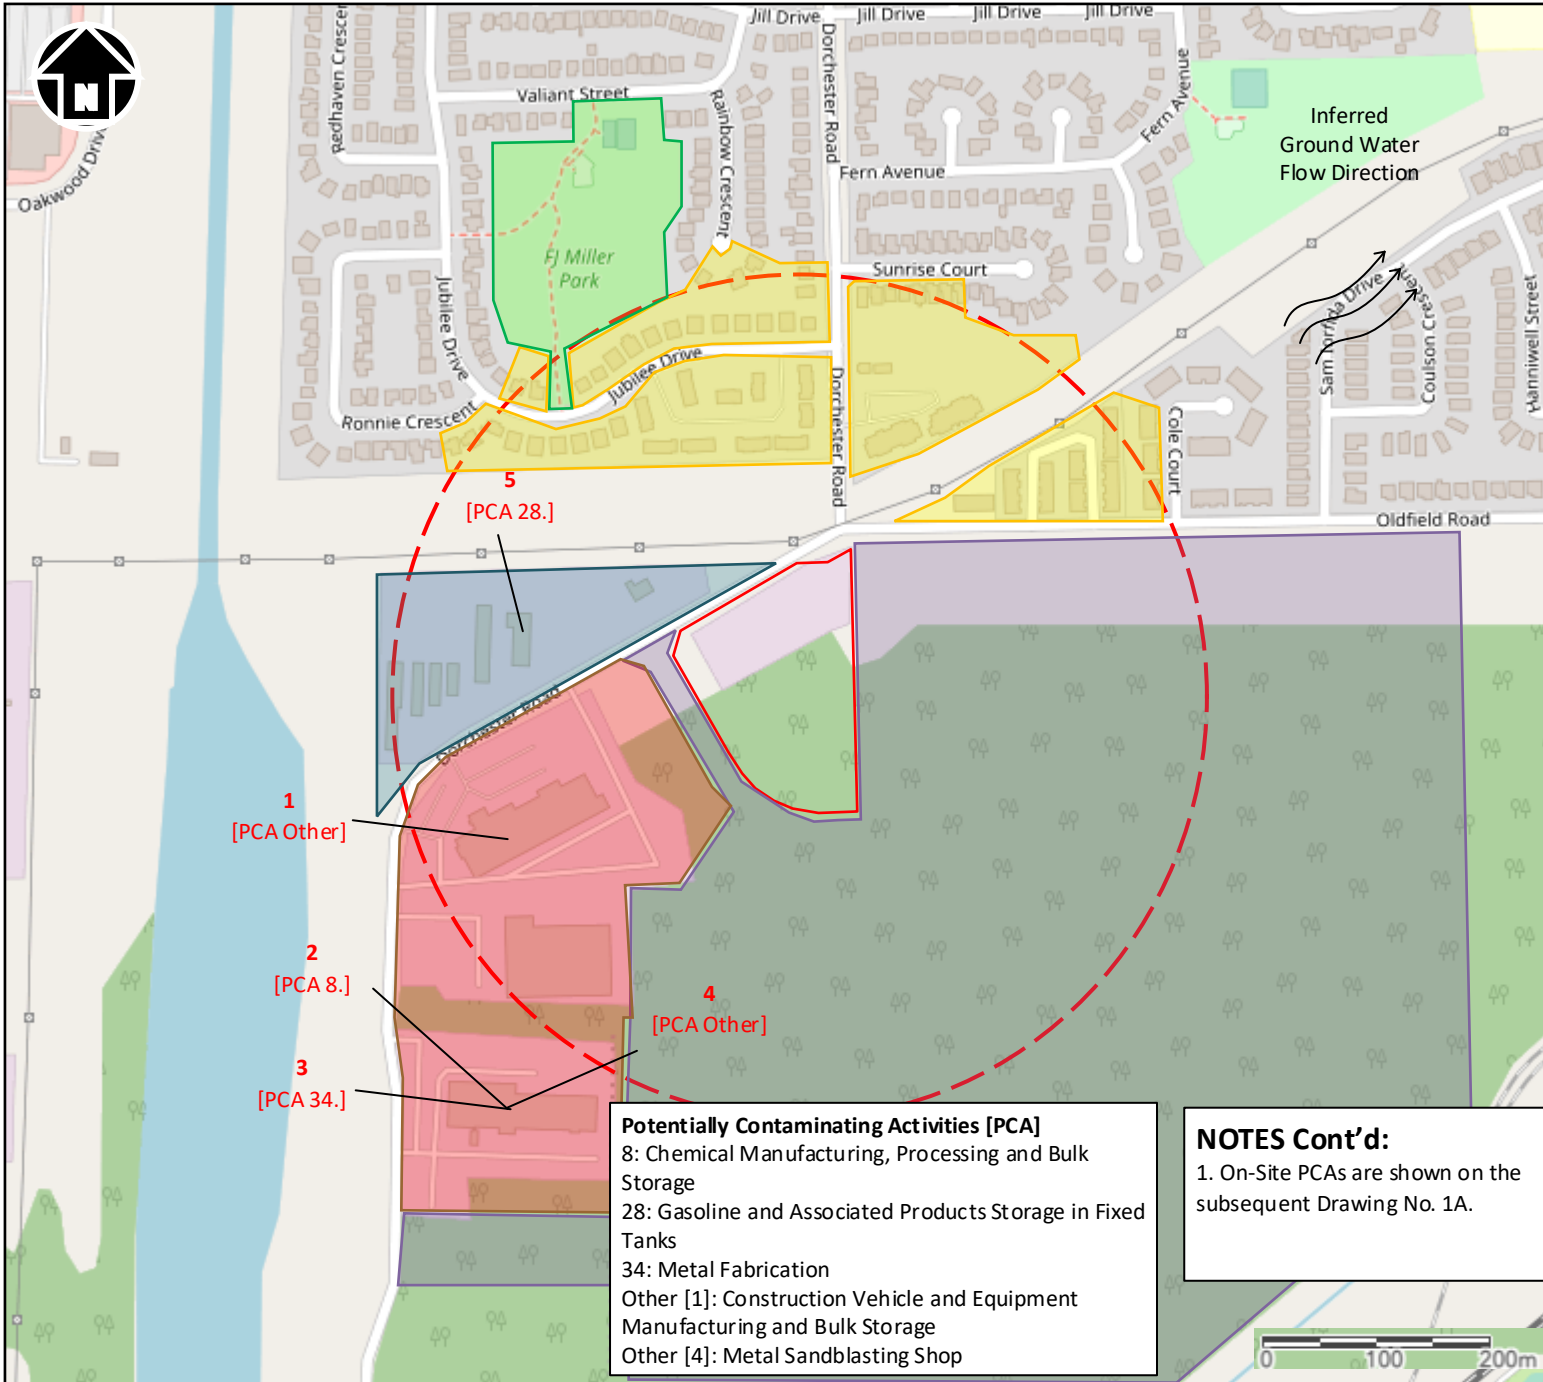 Jill Drive
Jill Drive
Jill Drive
Jill Drive
N
Redhaven Crescen
Valiant Street
Rainbow Crescent
Dorchester Road
Fern Avenue
Inferred
Ground Water
Flow Direction
Oakwood Drive
Fern Avenue
FJ Miller
Park
Sunrise Court
Jubilee Drive
Jubilee Drive
Ronnie Crescent
Dorchester Road
Cole Court
Sam Iorfida Drive
Coulson Crescent
Hanniwell Street
5
[PCA 28.]
Oldfield Road
Dorchester Road
1
[PCA Other]
2
[PCA 8.]
3
[PCA 34.]
4
[PCA Other]
Potentially Contaminating Activities [PCA]
8: Chemical Manufacturing, Processing and Bulk
Storage
28: Gasoline and Associated Products Storage in Fixed
Tanks
34: Metal Fabrication
Other [1]: Construction Vehicle and Equipment
Manufacturing and Bulk Storage
Other [4]: Metal Sandblasting Shop
NOTES Cont'd:
1. On-Site PCAs are shown on the
subsequent Drawing No. 1A.
0 100 200m